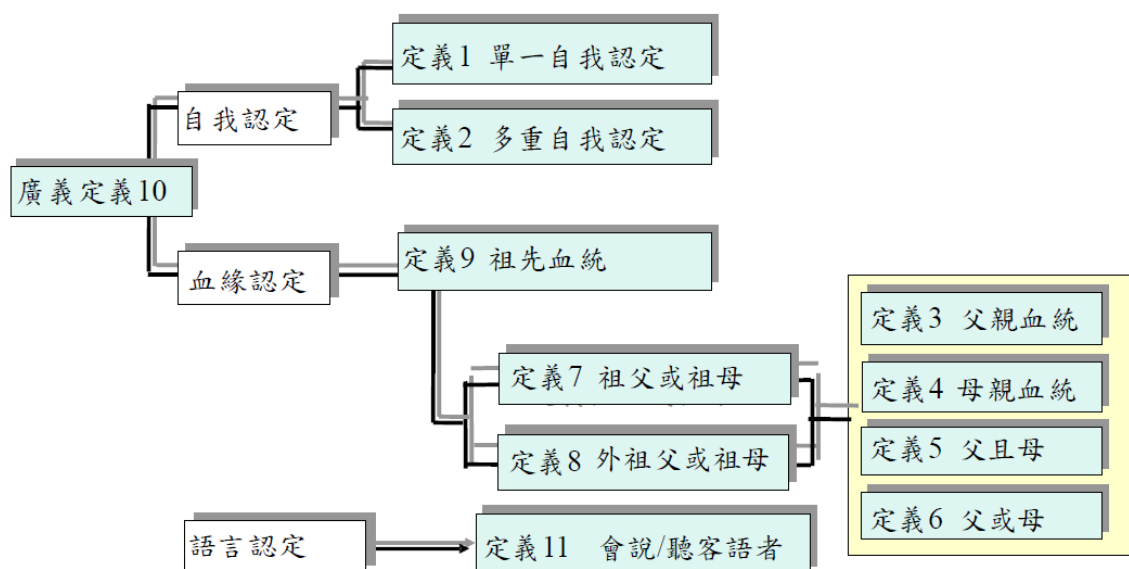 定義1 單一自我認定
自我認定
定義2 多重自我認定
廣義定義10
血緣認定
定義9 祖先血統
定義3 父親血統
定義7 祖父或祖母
定義4 母親血統
定義8 外祖父或祖母
定義5 父且母
定義6 父或母
語言認定
定義11 會說/聽客語者